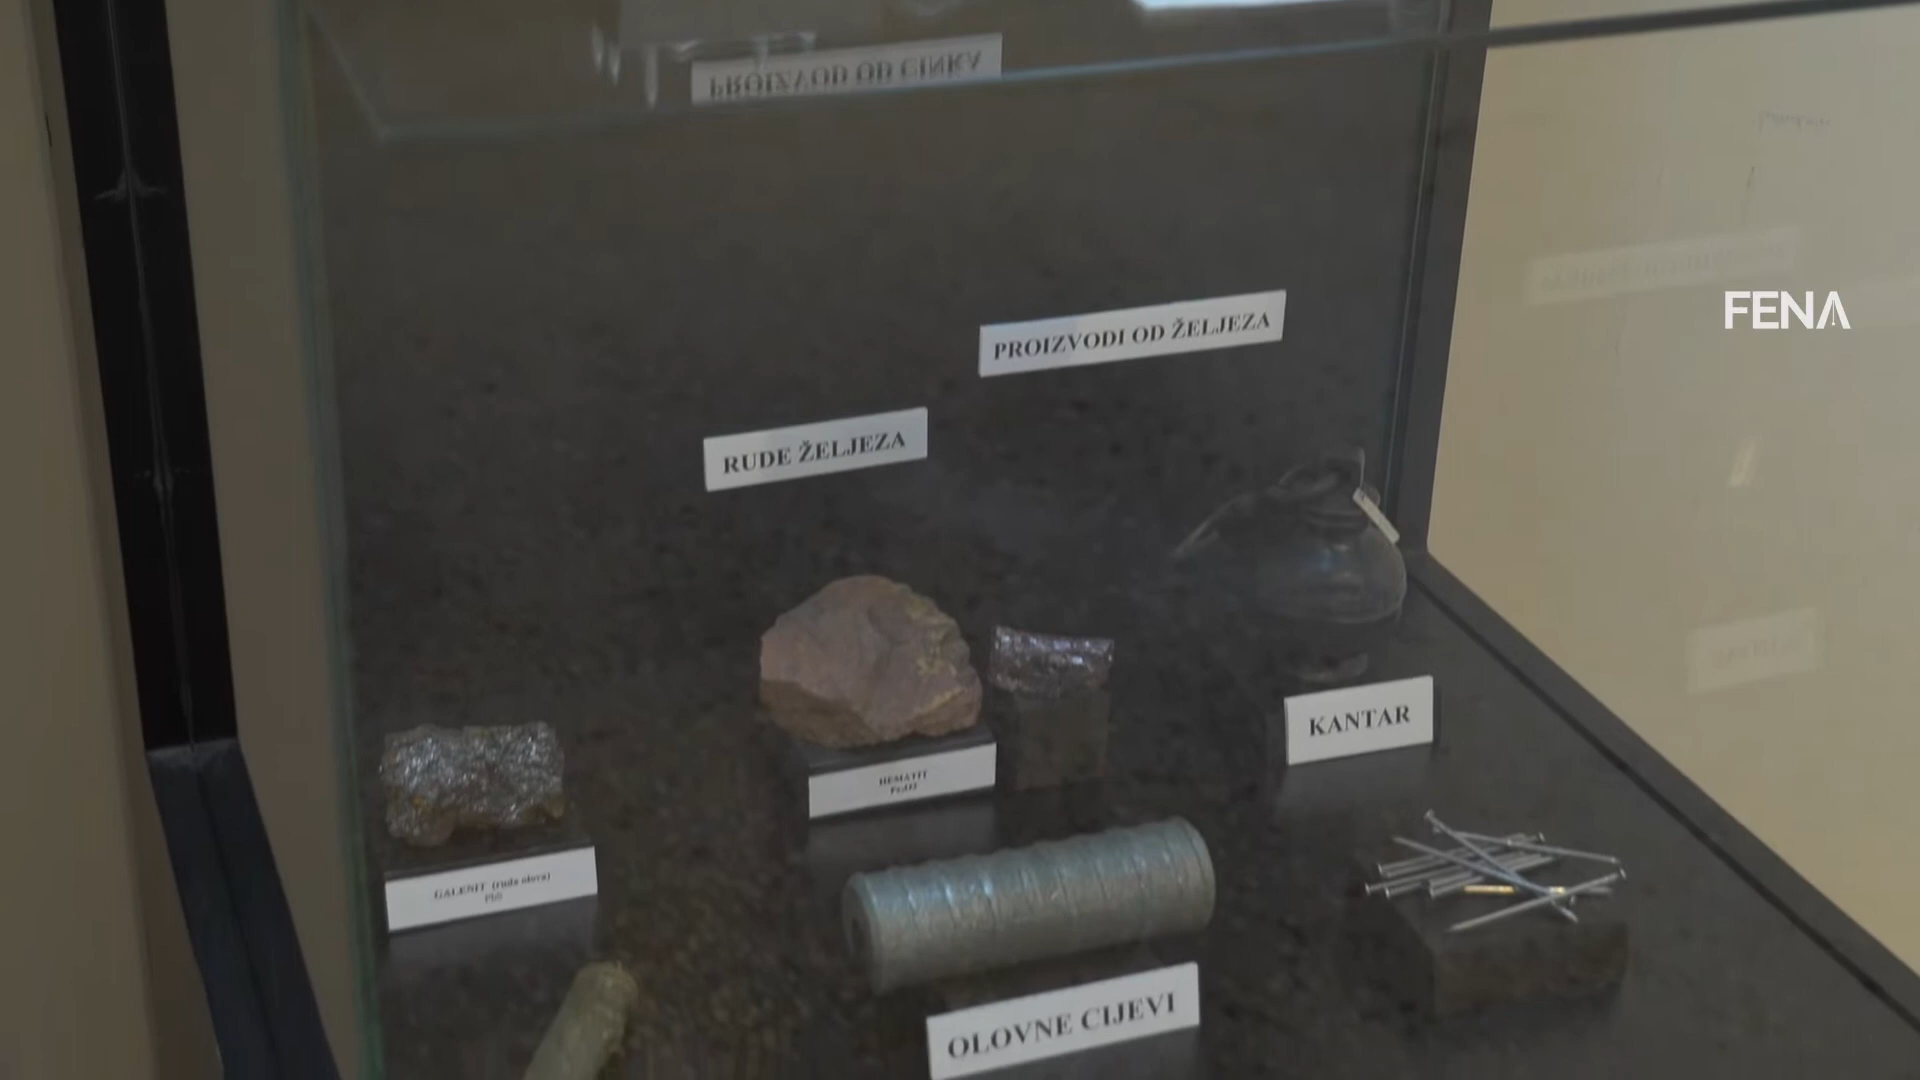 PROIZVOD OD CINKA
FENA
PROIZVODI OD ŽELJEZA
RUDE ŽELJEZA
KANTAR
HEMATIT
GALENIT (ruda olova)
PbS
OLOVNE CIJEVI